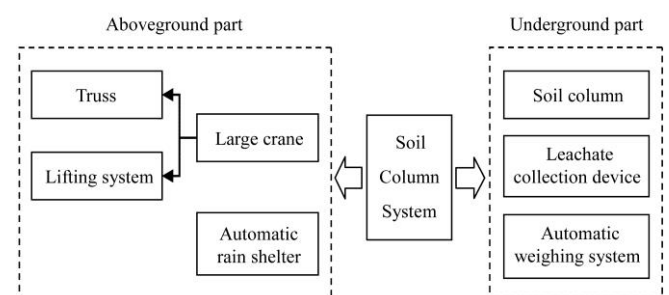 Aboveground part
Underground part
Truss
Lifting system
Large crane
Automatic
rain shelter
Soil
Column
System
Soil column
Leachate
collection device
Automatic
weighing system